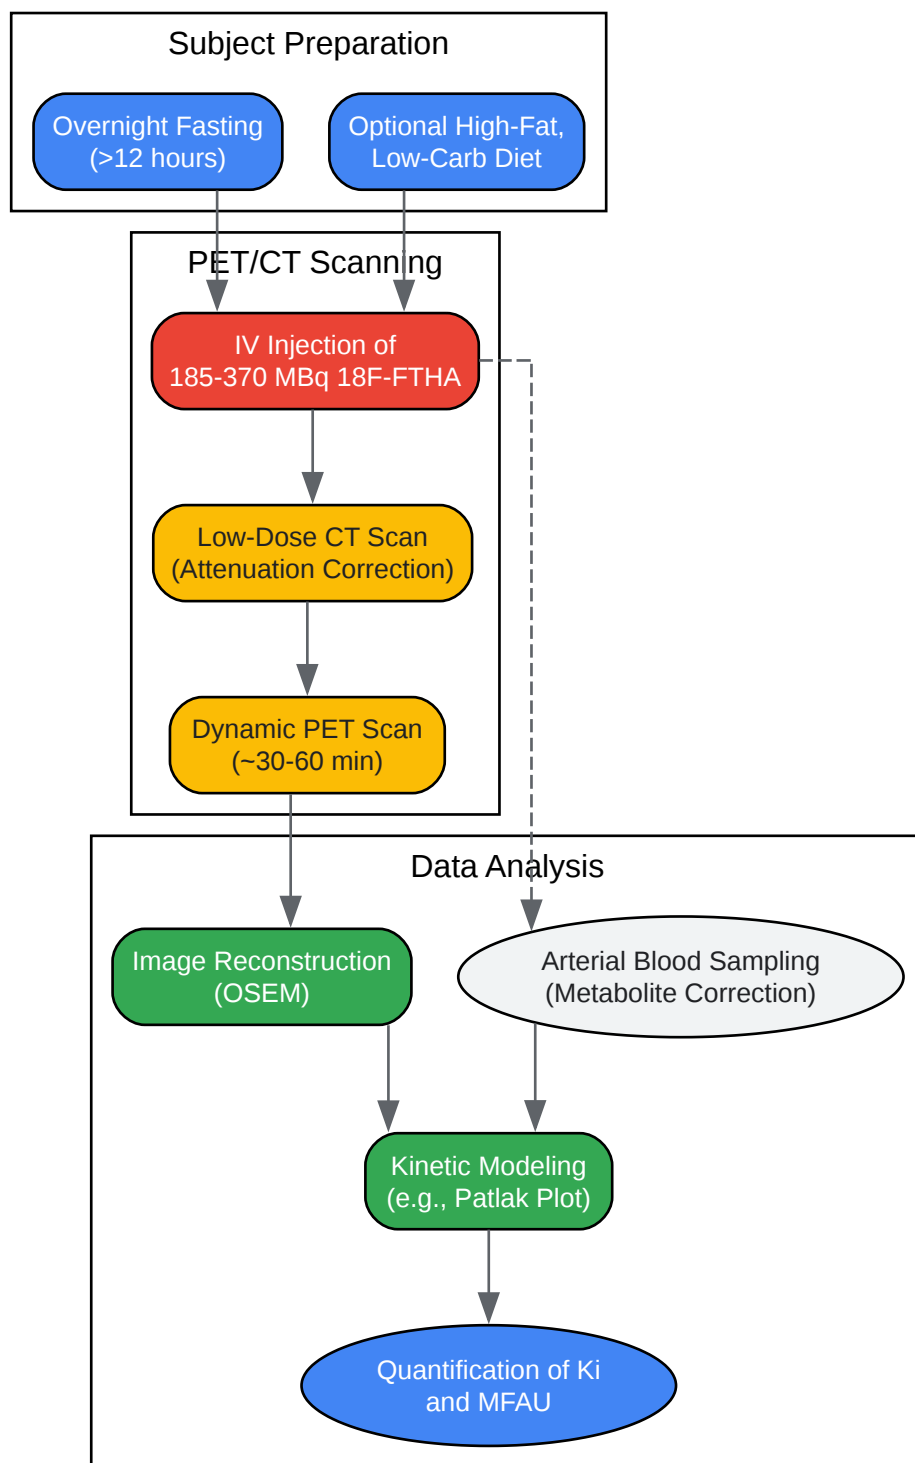 Subject Preparation
Overnight Fasting
(>12 hours)
Optional High-Fat,
Low-Carb Diet
PET/CT Scanning
IV Injection of
185-370 MBq 18F-FTHA
Low-Dose CT Scan
(Attenuation Correction)
Dynamic PET Scan
(~30-60 min)
Data Analysis
Image Reconstruction
(OSEM)
Arterial Blood Sampling
(Metabolite Correction)
Kinetic Modeling
(e.g., Patlak Plot)
Quantification of Ki
and MFAU